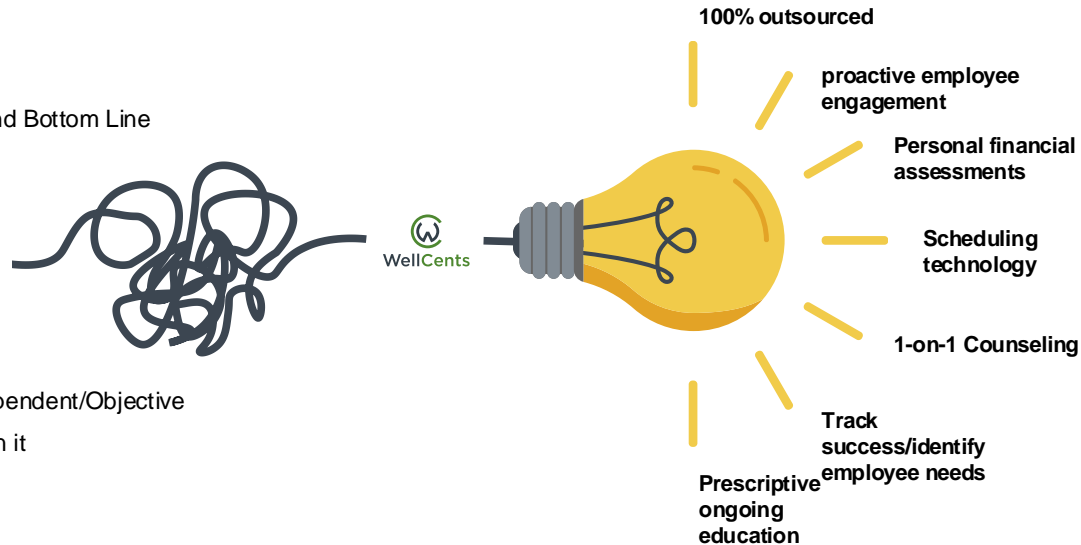 100% outsourced
proactive employee
engagement
nd Bottom Line
Personal financial
assessments
WellCents
Scheduling
technology
1-on-1 Counseling
pendent/Objective
Track
success/identify
employee needs
n it
Prescriptive
ongoing
education